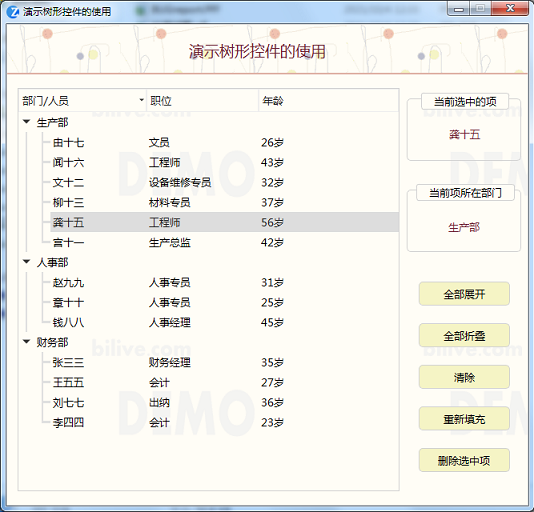 演示树形控件的使用
演示树形控件的使用
部门/人员 职位 年龄
生产部
由十七 文员 26岁
闻十六 工程师 43岁
文十二 设备维修专员 32岁
柳十三 材料专员 37岁
龚十五 工程师 56岁
富十一 生产总监 42岁
人事部
赵九九 人事专员 31岁
章十十 人事专员 25岁
钱八八 人事经理 45岁
财务部
张三三 财务经理 35岁
王五五 会计 27岁
刘七七 出纳 36岁
李四四 会计 23岁
当前选中的项
龚十五
当前项所在部门
生产部
全部展开
全部折叠
清除
重新填充
删除选中项
bilive.com
DEMO
bilive.com
DEMO